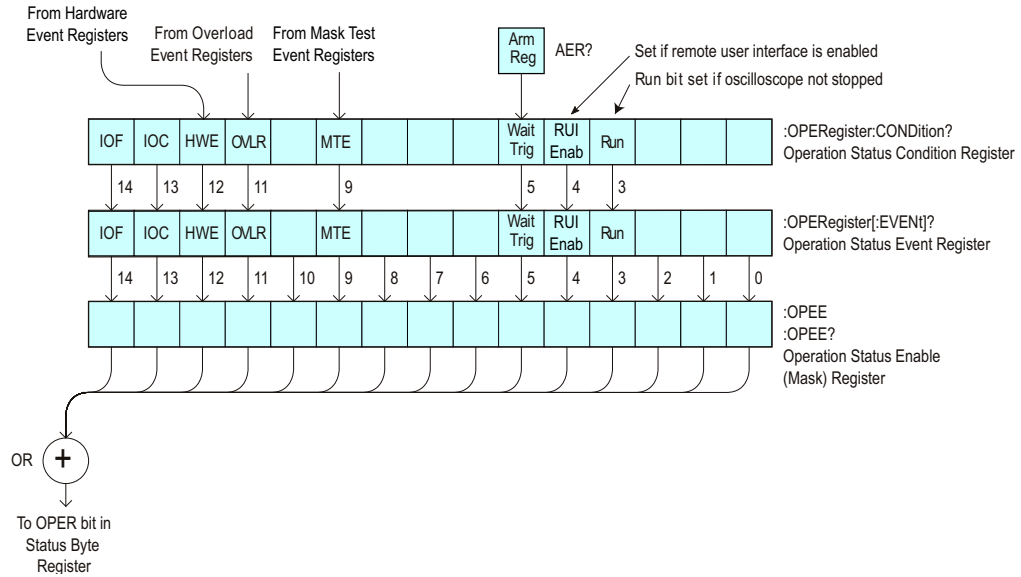 From Hardware
Event Registers
From Overload
Event Registers
From Mask Test
Event Registers
Arm
Reg
AER?
Set if remote user interface is enabled
Run bit set if oscilloscope not stopped
IOF IOC HWE OVLR MTE Wait Trig RUI Enab Run
:OPERegister:CONDition?
Operation Status Condition Register
14 13 12 11 9 5 4 3
IOF IOC HWE OVLR MTE Wait Trig RUI Enab Run
:OPERegister[:EVENt]?
Operation Status Event Register
14 13 12 11 10 9 8 7 6 5 4 3 2 1 0
:OPEE
:OPEE?
Operation Status Enable
(Mask) Register
OR +
To OPER bit in
Status Byte
Register